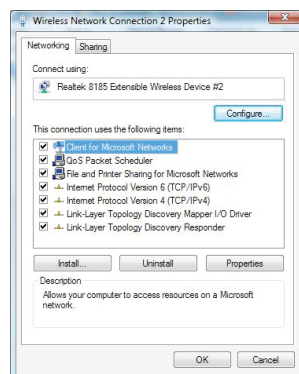 Wireless Network Connection 2 Properties
Networking Sharing
Connect using:
Realtek 8185 Extensible Wireless Device #2
Configure...
This connection uses the following items:
Client for Microsoft Networks
QoS Packet Scheduler
File and Printer Sharing for Microsoft Networks
Internet Protocol Version 6 (TCP/IPv6)
Internet Protocol Version 4 (TCP/IPv4)
Link-Layer Topology Discovery Mapper I/O Driver
Link-Layer Topology Discovery Responder
Install... Uninstall Properties
Description
Allows your computer to access resources on a Microsoft
network.
OK Cancel